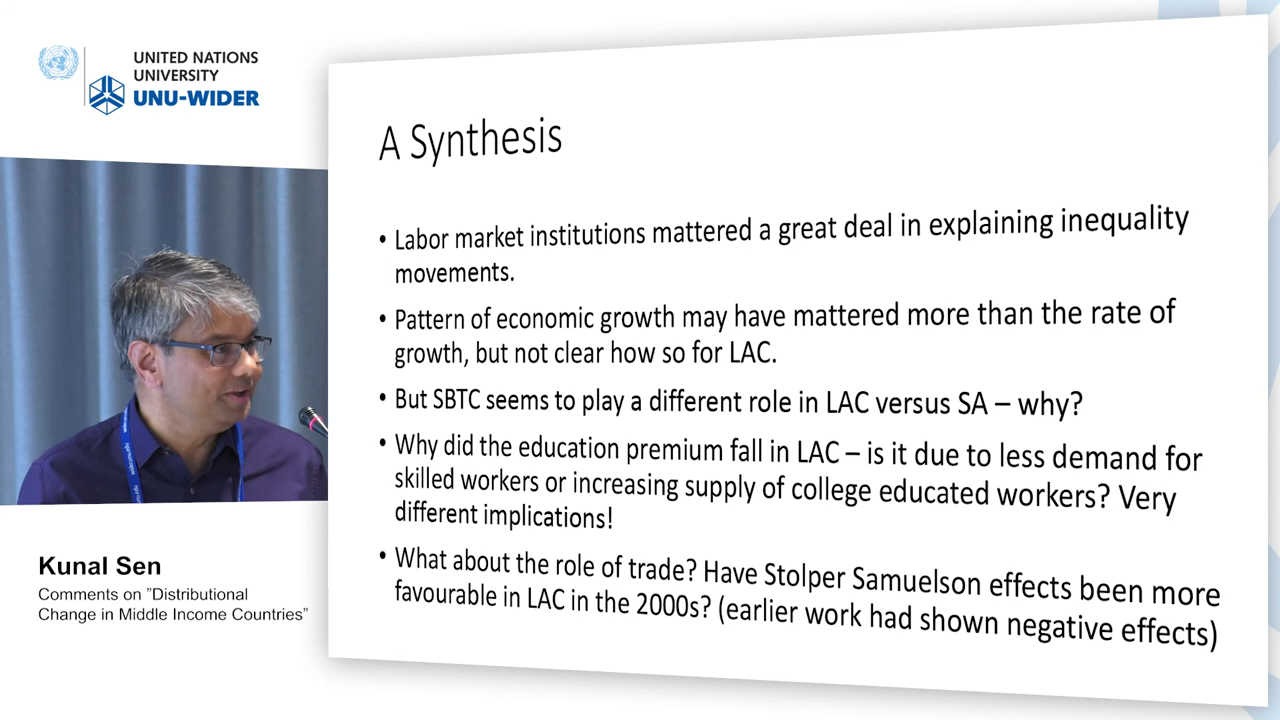 UNITED NATIONS
UNIVERSITY
UNU-WIDER
A Synthesis
• Labor market institutions mattered a great deal in explaining inequality
movements.
• Pattern of economic growth may have mattered more than the rate of
growth, but not clear how so for LAC.
• But SBTC seems to play a different role in LAC versus SA – why?
• Why did the education premium fall in LAC – is it due to less demand for
skilled workers or increasing supply of college educated workers? Very
different implications!
• What about the role of trade? Have Stolper Samuelson effects been more
favourable in LAC in the 2000s? (earlier work had shown negative effects)
Kunal Sen
Comments on ”Distributional
Change in Middle Income Countries”